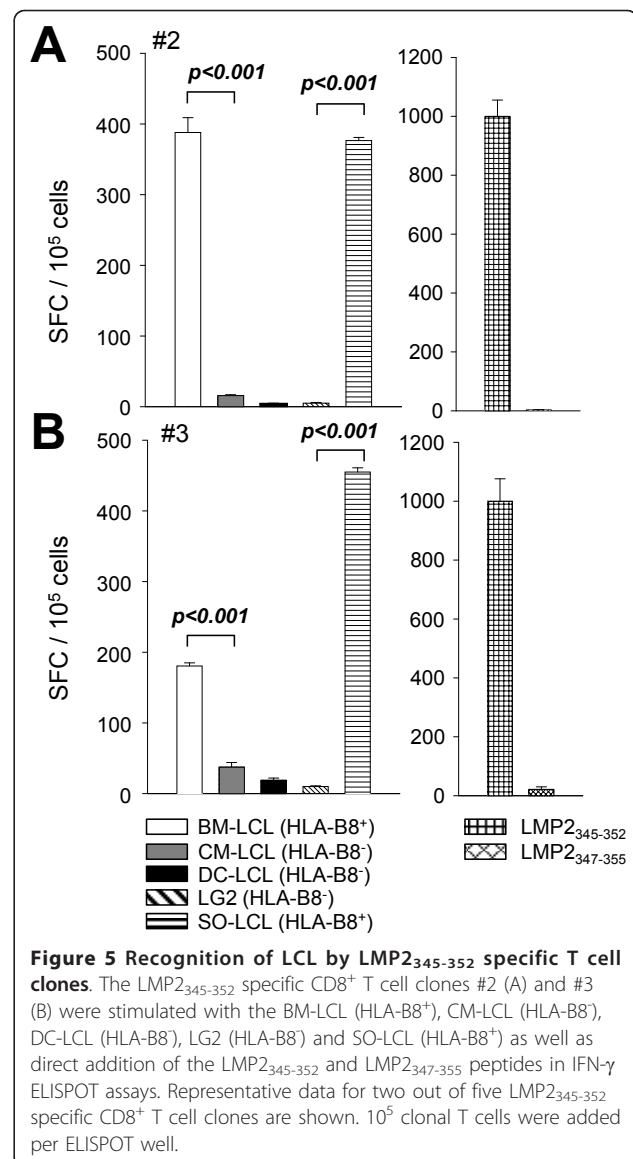 A
#2
p<0.001
p<0.001
SFC / 10⁵ cells
500
400
300
200
100
0
1200
1000
800
600
400
200
0
B
#3
p<0.001
p<0.001
SFC / 10⁵ cells
500
400
300
200
100
0
1200
1000
800
600
400
200
0
BM-LCL (HLA-B8⁺)
CM-LCL (HLA-B8⁻)
DC-LCL (HLA-B8⁻)
LG2 (HLA-B8⁻)
SO-LCL (HLA-B8⁺)
LMP2₃₄₅₋₃₅₂
LMP2₃₄₇₋₃₅₅
Figure 5 Recognition of LCL by LMP2₃₄₅₋₃₅₂ specific T cell
clones. The LMP2₃₄₅₋₃₅₂ specific CD8⁺ T cell clones #2 (A) and #3
(B) were stimulated with the BM-LCL (HLA-B8⁺), CM-LCL (HLA-B8⁻),
DC-LCL (HLA-B8⁻), LG2 (HLA-B8⁻) and SO-LCL (HLA-B8⁺) as well as
direct addition of the LMP2₃₄₅₋₃₅₂ and LMP2₃₄₇₋₃₅₅ peptides in IFN-γ
ELISPOT assays. Representative data for two out of five LMP2₃₄₅₋₃₅₂
specific CD8⁺ T cell clones are shown. 10⁵ clonal T cells were added
per ELISPOT well.